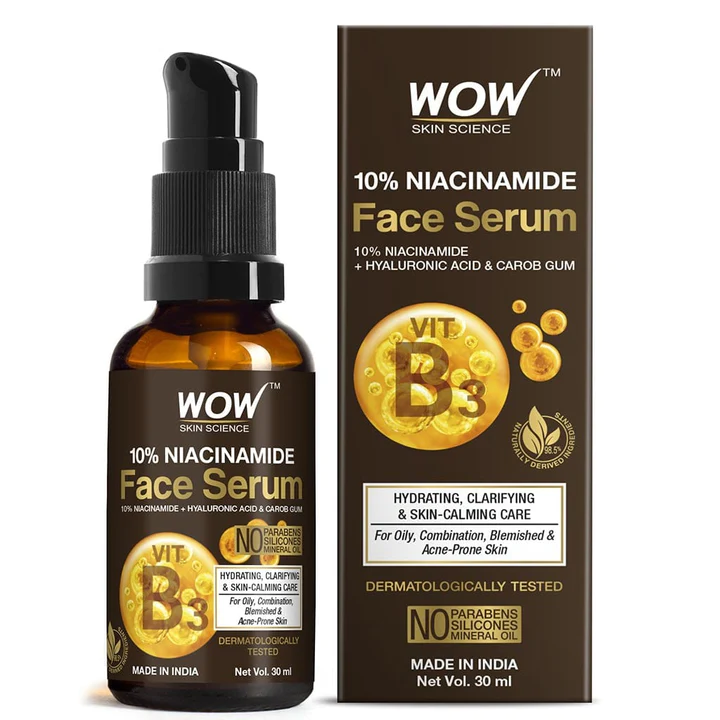 WOW™
SKIN SCIENCE
10% NIACINAMIDE
Face Serum
10% NIACINAMIDE + HYALURONIC ACID & CAROB GUM
NO PARABENS
SILICONES
MINERAL OIL
VIT.
B3
HYDRATING, CLARIFYING
& SKIN-CALMING CARE
For Oily, Combination,
Blemished &
Acne-Prone Skin
DERMATOLOGICALLY
TESTED
MADE IN INDIA
Net Vol. 30 ml
WOW™
SKIN SCIENCE
10% NIACINAMIDE
Face Serum
10% NIACINAMIDE
+ HYALURONIC ACID & CAROB GUM
VIT.
B3
98.5%
NATURALLY DERIVED INGREDIENTS
HYDRATING, CLARIFYING
& SKIN-CALMING CARE
For Oily, Combination, Blemished &
Acne-Prone Skin
DERMATOLOGICALLY TESTED
NO PARABENS
SILICONES
MINERAL OIL
MADE IN INDIA
Net Vol. 30 ml